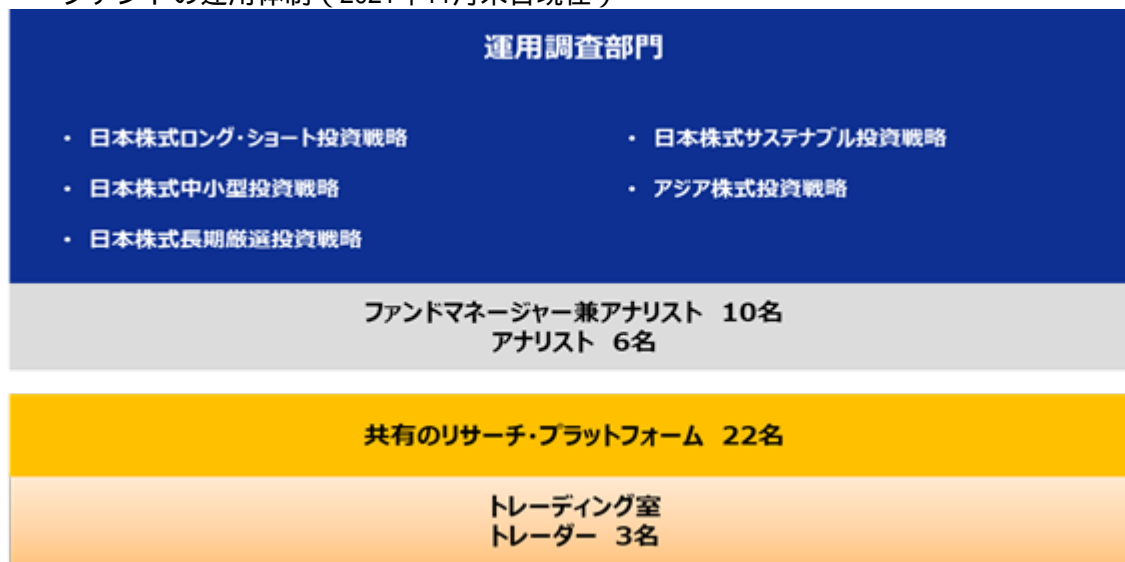 運用調査部門
・ 日本株式ロング・ショート投資戦略
・ 日本株式サステナブル投資戦略
・ 日本株式中小型投資戦略
・ アジア株式投資戦略
・ 日本株式長期厳選投資戦略
ファンドマネージャー兼アナリスト 10名
アナリスト 6名
共有のリサーチ・プラットフォーム 22名
トレーディング室
トレーダー 3名